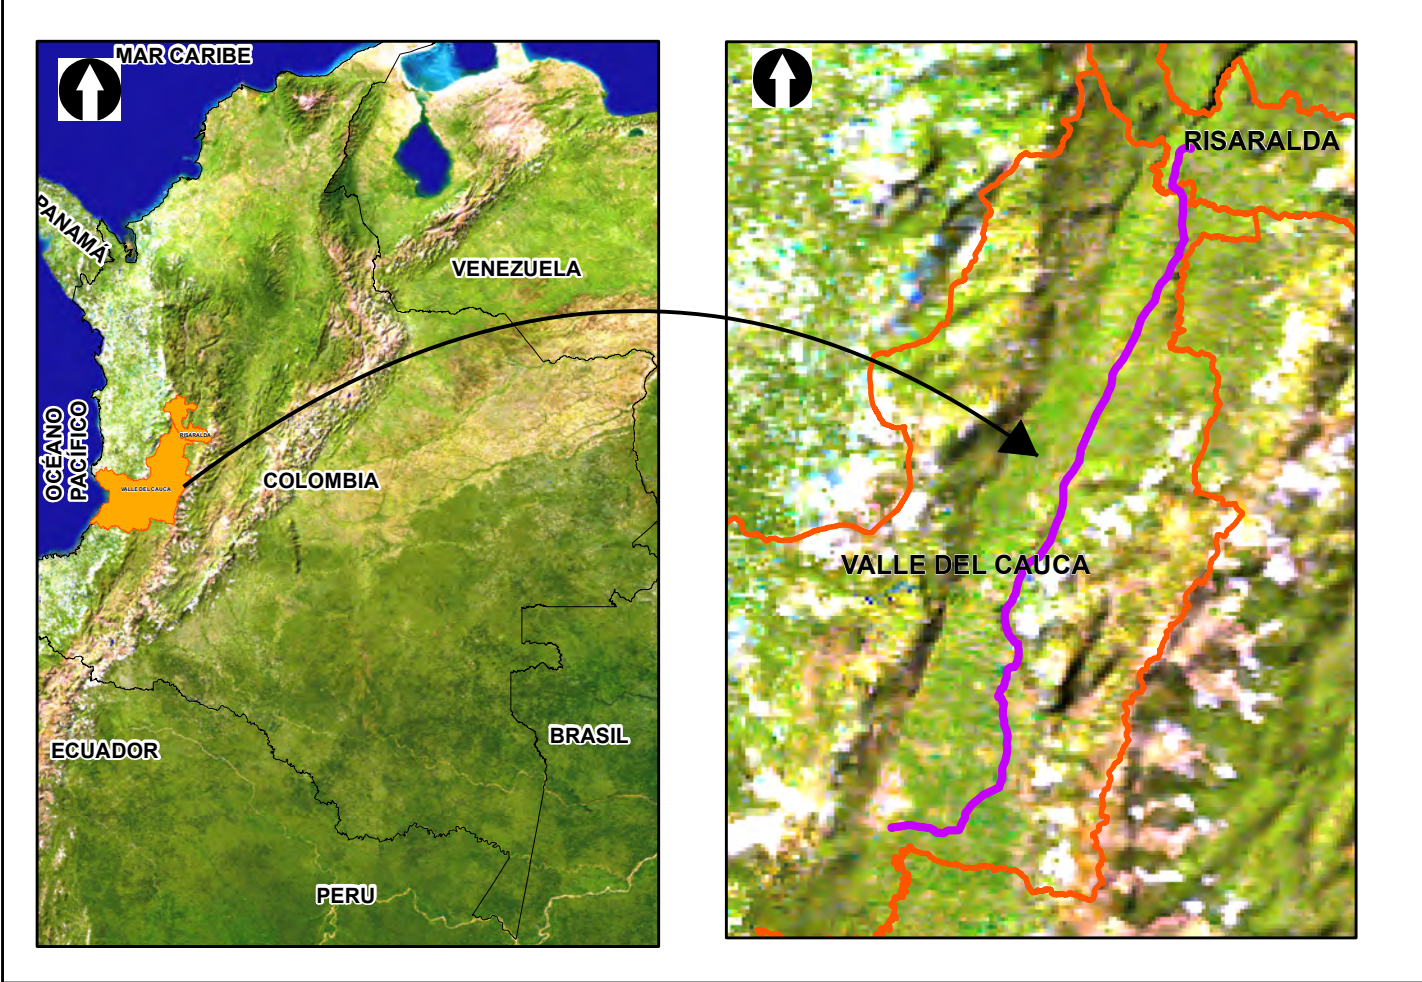 MAR CARIBE
PANAMÁ
VENEZUELA
OCÉANO
PACÍFICO
RISARALDA
VALLE DEL CAUCA
COLOMBIA
ECUADOR
BRASIL
PERU
RISARALDA
VALLE DEL CAUCA